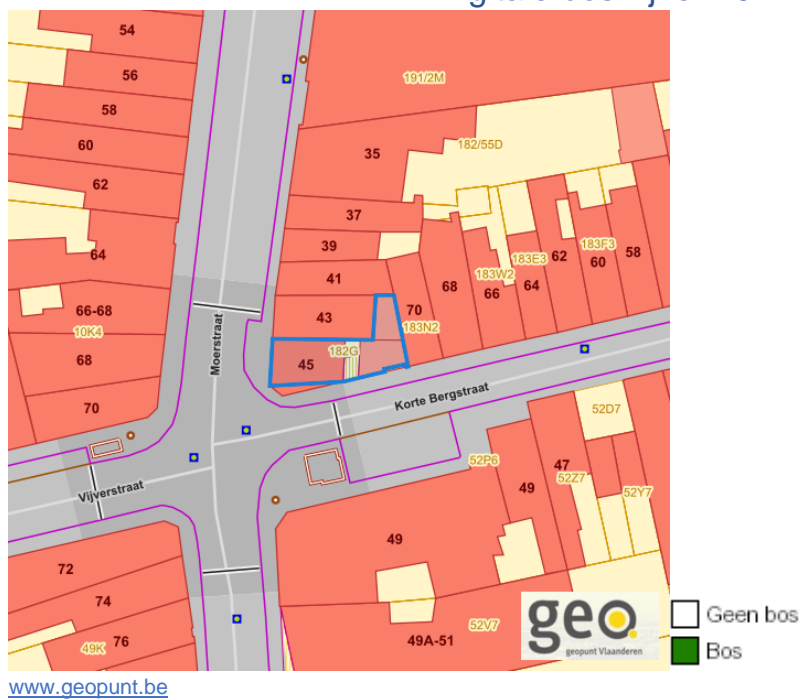 54
56
58
60
62
64
66-68
10K4
68
70
191/2M
35
182/55D
37
39
41
43
45
182G
70
183N2
68
66
183W2
64
183E3
62
60
183F3
58
Moerstraat
Korte Bergstraat
Vijverstraat
52D7
52P6
47
52Z7
49
52Y7
49
72
74
76
49K
49A-51
52V7
geo.
geopunt Vlaanderen
Geen bos
Bos
www.geopunt.be